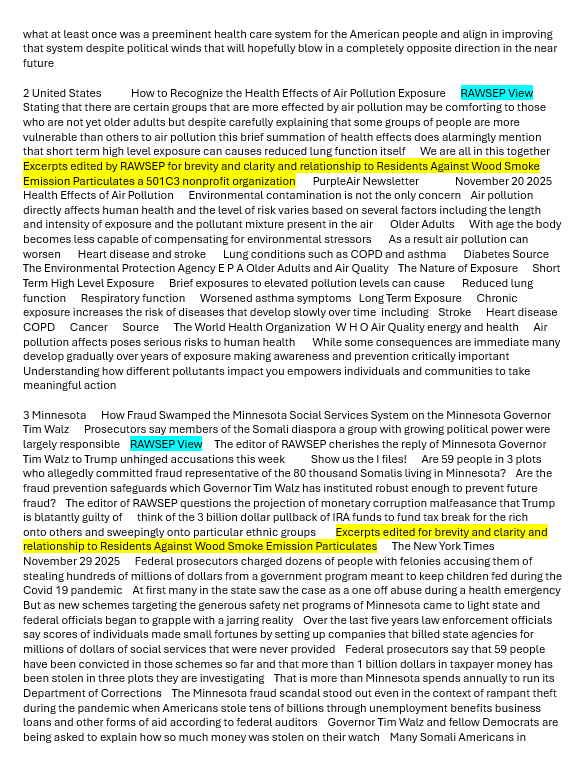 what at least once was a preeminent health care system for the American people and align in improving
that system despite political winds that will hopefully blow in a completely opposite direction in the near
future
2 United States How to Recognize the Health Effects of Air Pollution Exposure RAWSEP View
Stating that there are certain groups that are more effected by air pollution may be comforting to those
who are not yet older adults but despite carefully explaining that some groups of people are more
vulnerable than others to air pollution this brief summation of health effects does alarmingly mention
that short term high level exposure can causes reduced lung function itself We are all in this together
Excerpts edited by RAWSEP for brevity and clarity and relationship to Residents Against Wood Smoke
Emission Particulates a 501C3 nonprofit organization PurpleAir Newsletter November 20 2025
Health Effects of Air Pollution Environmental contamination is not the only concern Air pollution
directly affects human health and the level of risk varies based on several factors including the length
and intensity of exposure and the pollutant mixture present in the air Older Adults With age the body
becomes less capable of compensating for environmental stressors As a result air pollution can
worsen Heart disease and stroke Lung conditions such as COPD and asthma Diabetes Source
The Environmental Protection Agency E P A Older Adults and Air Quality The Nature of Exposure Short
Term High Level Exposure Brief exposures to elevated pollution levels can cause Reduced lung
function Respiratory function Worsened asthma symptoms Long Term Exposure Chronic
exposure increases the risk of diseases that develop slowly over time including Stroke Heart disease
COPD Cancer Source The World Health Organization W H O Air Quality energy and health Air
pollution affects poses serious risks to human health While some consequences are immediate many
develop gradually over years of exposure making awareness and prevention critically important
Understanding how different pollutants impact you empowers individuals and communities to take
meaningful action
3 Minnesota How Fraud Swamped the Minnesota Social Services System on the Minnesota Governor
Tim Walz Prosecutors say members of the Somali diaspora a group with growing political power were
largely responsible RAWSEP View The editor of RAWSEP cherishes the reply of Minnesota Governor
Tim Walz to Trump unhinged accusations this week Show us the I files! Are 59 people in 3 plots
who allegedly committed fraud representative of the 80 thousand Somalis living in Minnesota? Are the
fraud prevention safeguards which Governor Tim Walz has instituted robust enough to prevent future
fraud? The editor of RAWSEP questions the projection of monetary corruption malfeasance that Trump
is blatantly guilty of think of the 3 billion dollar pullback of IRA funds to fund tax break for the rich
onto others and sweepingly onto particular ethnic groups Excerpts edited for brevity and clarity and
relationship to Residents Against Wood Smoke Emission Particulates The New York Times
November 29 2025 Federal prosecutors charged dozens of people with felonies accusing them of
stealing hundreds of millions of dollars from a government program meant to keep children fed during the
Covid 19 pandemic At first many in the state saw the case as a one off abuse during a health emergency
But as new schemes targeting the generous safety net programs of Minnesota came to light state and
federal officials began to grapple with a jarring reality Over the last five years law enforcement officials
say scores of individuals made small fortunes by setting up companies that billed state agencies for
millions of dollars of social services that were never provided Federal prosecutors say that 59 people
have been convicted in those schemes so far and that more than 1 billion dollars in taxpayer money has
been stolen in three plots they are investigating That is more than Minnesota spends annually to run its
Department of Corrections The Minnesota fraud scandal stood out even in the context of rampant theft
during the pandemic when Americans stole tens of billions through unemployment benefits business
loans and other forms of aid according to federal auditors Governor Tim Walz and fellow Democrats are
being asked to explain how so much money was stolen on their watch Many Somali Americans in